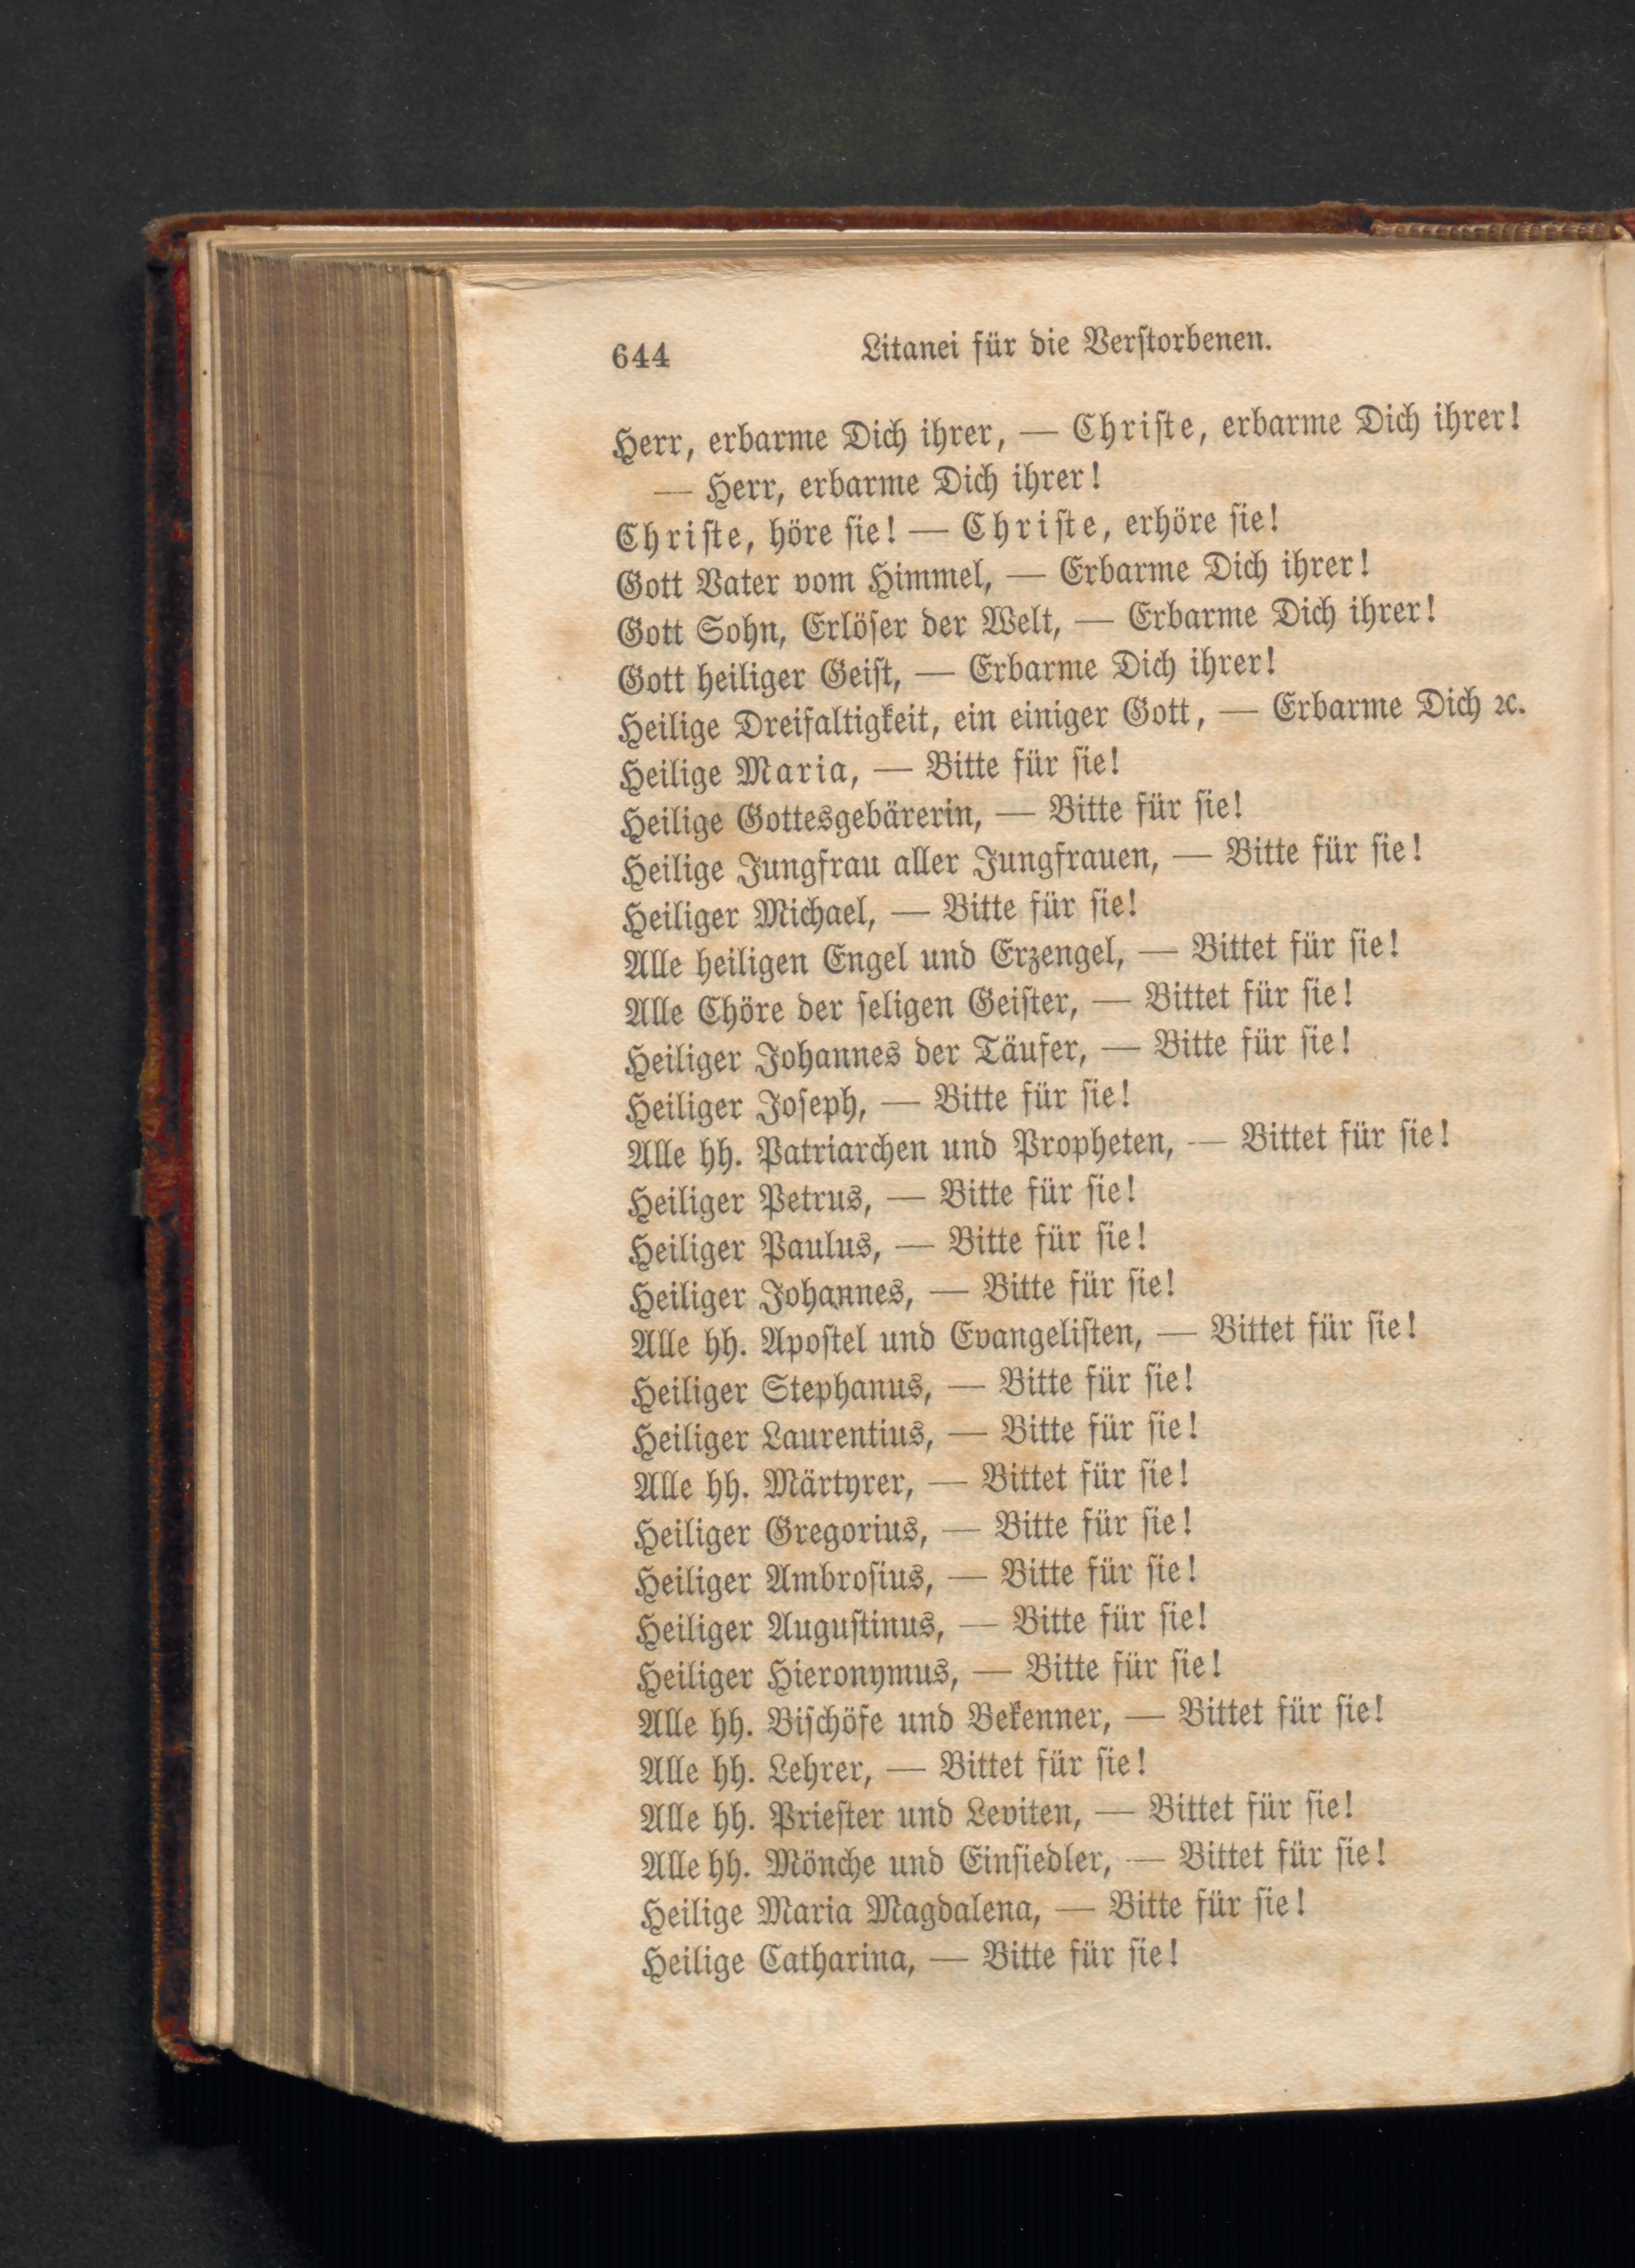 644 Litanei für die Verstorbenen.
Herr, erbarme Dich ihrer, — Christe, erbarme Dich ihrer!
— Herr, erbarme Dich ihrer!
Christe, höre sie! — Christe, erhöre sie!
Gott Vater vom Himmel, — Erbarme Dich ihrer!
Gott Sohn, Erlöser der Welt, — Erbarme Dich ihrer!
Gott heiliger Geist, — Erbarme Dich ihrer!
Heilige Dreifaltigkeit, ein einiger Gott, — Erbarme Dich ꝛc.
Heilige Maria, — Bitte für sie!
Heilige Gottesgebärerin, — Bitte für sie!
Heilige Jungfrau aller Jungfrauen, — Bitte für sie!
Heiliger Michael, — Bitte für sie!
Alle heiligen Engel und Erzengel, — Bittet für sie!
Alle Chöre der seligen Geister, — Bittet für sie!
Heiliger Johannes der Täufer, — Bitte für sie!
Heiliger Joseph, — Bitte für sie!
Alle hh. Patriarchen und Propheten, — Bittet für sie!
Heiliger Petrus, — Bitte für sie!
Heiliger Paulus, — Bitte für sie!
Heiliger Johannes, — Bitte für sie!
Alle hh. Apostel und Evangelisten, — Bittet für sie!
Heiliger Stephanus, — Bitte für sie!
Heiliger Laurentius, — Bitte für sie!
Alle hh. Märtyrer, — Bittet für sie!
Heiliger Gregorius, — Bitte für sie!
Heiliger Ambrosius, — Bitte für sie!
Heiliger Augustinus, — Bitte für sie!
Heiliger Hieronymus, — Bitte für sie!
Alle hh. Bischöfe und Bekenner, — Bittet für sie!
Alle hh. Lehrer, — Bittet für sie!
Alle hh. Priester und Leviten, — Bittet für sie!
Alle hh. Mönche und Einsiedler, — Bittet für sie!
Heilige Maria Magdalena, — Bitte für sie!
Heilige Catharina, — Bitte für sie!